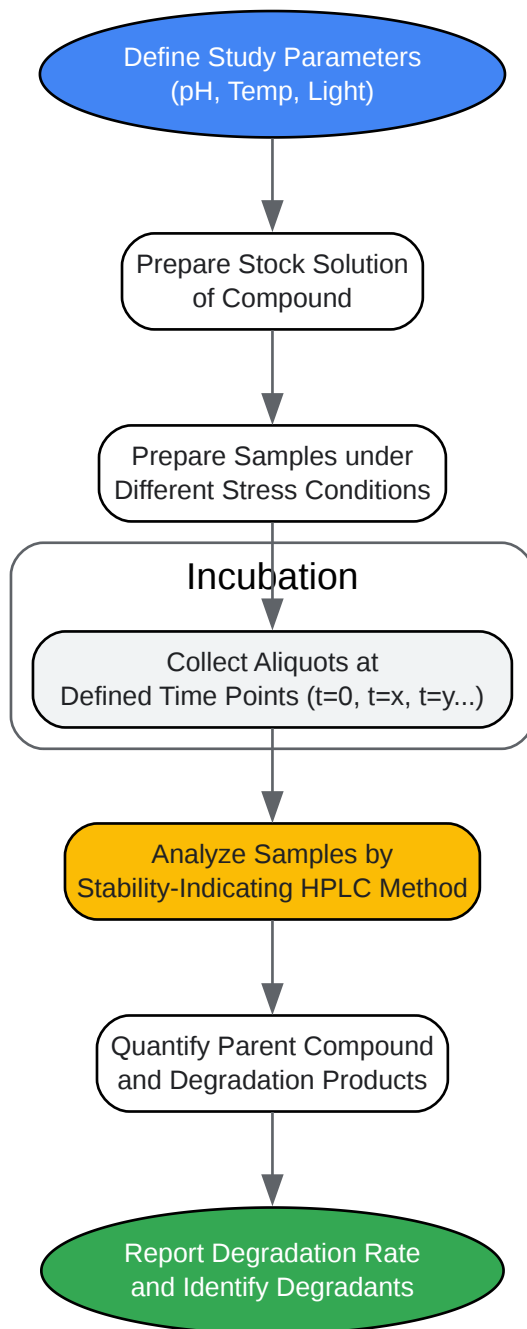 Define Study Parameters
(pH, Temp, Light)
Prepare Stock Solution
of Compound
Prepare Samples under
Different Stress Conditions
Incubation
Collect Aliquots at
Defined Time Points (t=0, t=x, t=y...)
Analyze Samples by
Stability-Indicating HPLC Method
Quantify Parent Compound
and Degradation Products
Report Degradation Rate
and Identify Degradants